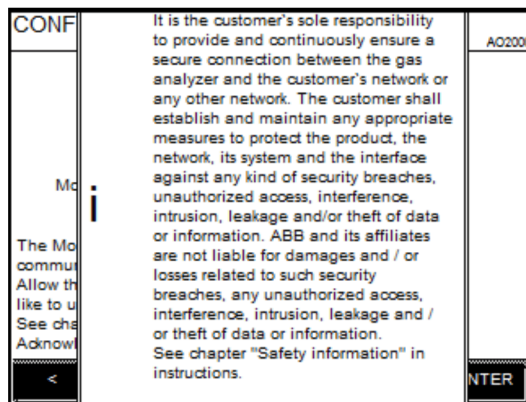 CONF
AO200
It is the customer's sole responsibility
to provide and continuously ensure a
secure connection between the gas
analyzer and the customer's network or
any other network. The customer shall
establish and maintain any appropriate
measures to protect the product, the
network, its system and the interface
against any kind of security breaches,
unauthorized access, interference,
intrusion, leakage and/or theft of data
or information. ABB and its affiliates
are not liable for damages and / or
losses related to such security
breaches, any unauthorized access,
interference, intrusion, leakage and /
or theft of data or information.
See chapter "Safety information" in
instructions.
i
Mo
The Mo
commun
Allow th
like to u
See cha
Acknowl
<
NTER